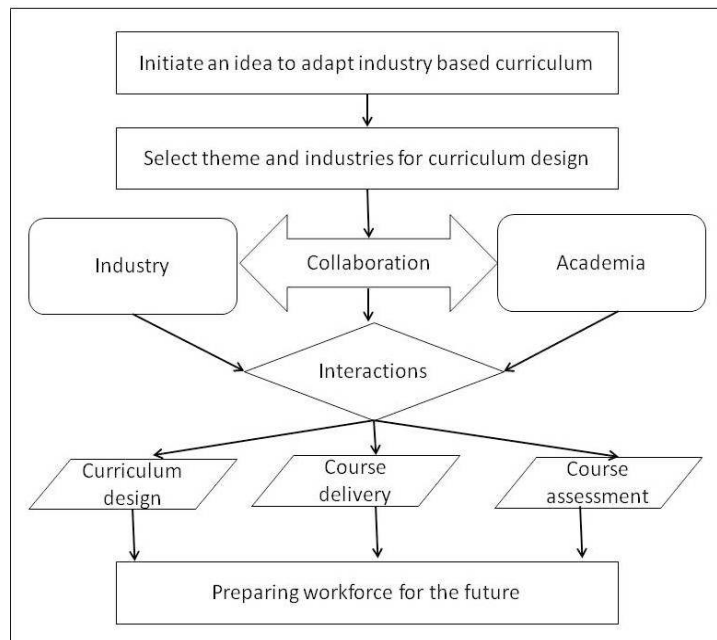 Initiate an idea to adapt industry based curriculum
Select theme and industries for curriculum design
Industry
Collaboration
Academia
Interactions
Curriculum
design
Course
delivery
Course
assessment
Preparing workforce for the future